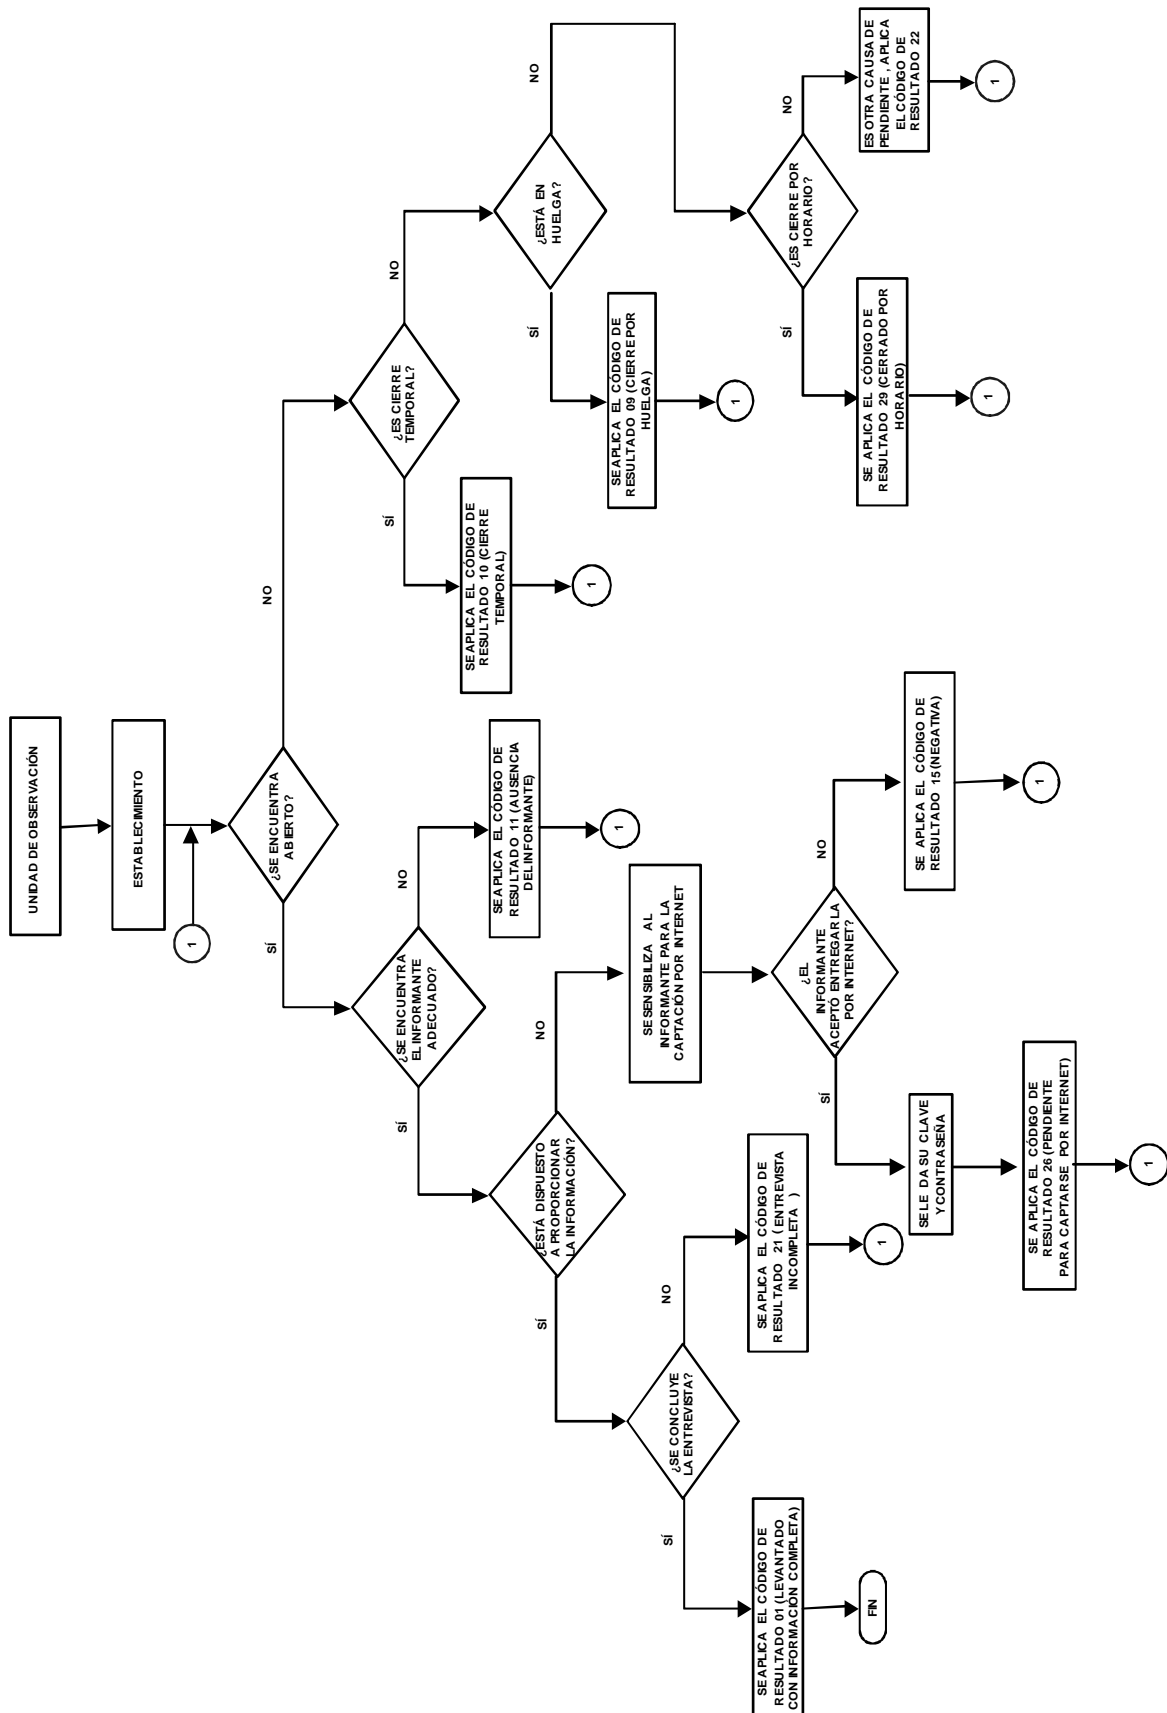 UNIDAD DE OBSERVACIÓN
ESTABLECIMIENTO
1
¿SE ENCUENTRA
ABIERTO?
SÍ
NO
¿SE ENCUENTRA
EL INFORMANTE
ADECUADO?
¿ES CIERRE
TEMPORAL?
SÍ
NO
SÍ
NO
¿ESTÁ DISPUESTO
A PROPORCIONAR
LA INFORMACIÓN?
SE APLICA EL CÓDIGO DE
RESULTADO 11 (AUSENCIA
DEL INFORMANTE)
1
SE APLICA EL CÓDIGO DE
RESULTADO 10 (CIERRE
TEMPORAL)
1
¿ESTÁ EN
HUELGA?
SÍ
NO
SÍ
NO
¿SE CONCLUYE
LA ENTREVISTA?
SE SENSIBILIZA AL
INFORMANTE PARA LA
CAPTACIÓN POR INTERNET
SE APLICA EL CÓDIGO DE
RESULTADO 09 (CIERRE POR
HUELGA)
1
SÍ
NO
¿EL
INFORMANTE
ACEPTÓ ENTREGAR LA
POR INTERNET?
¿ES CIERRE POR
HORARIO?
SE APLICA EL CÓDIGO DE
RESULTADO 01 (LEVANTADO
CON INFORMACIÓN COMPLETA)
FIN
SE APLICA EL CÓDIGO DE
RESULTADO 21 (ENTREVISTA
INCOMPLETA )
1
SÍ
NO
SÍ
NO
SE LE DA SU CLAVE
Y CONTRASEÑA
SE APLICA EL CÓDIGO DE
RESULTADO 15 (NEGATIVA)
1
SE APLICA EL CÓDIGO DE
RESULTADO 29 (CERRADO POR
HORARIO)
1
ES OTRA CAUSA DE
PENDIENTE , APLICA
EL CÓDIGO DE
RESULTADO 22
1
SE APLICA EL CÓDIGO DE
RESULTADO 26 (PENDIENTE
PARA CAPTARSE POR INTERNET)
1